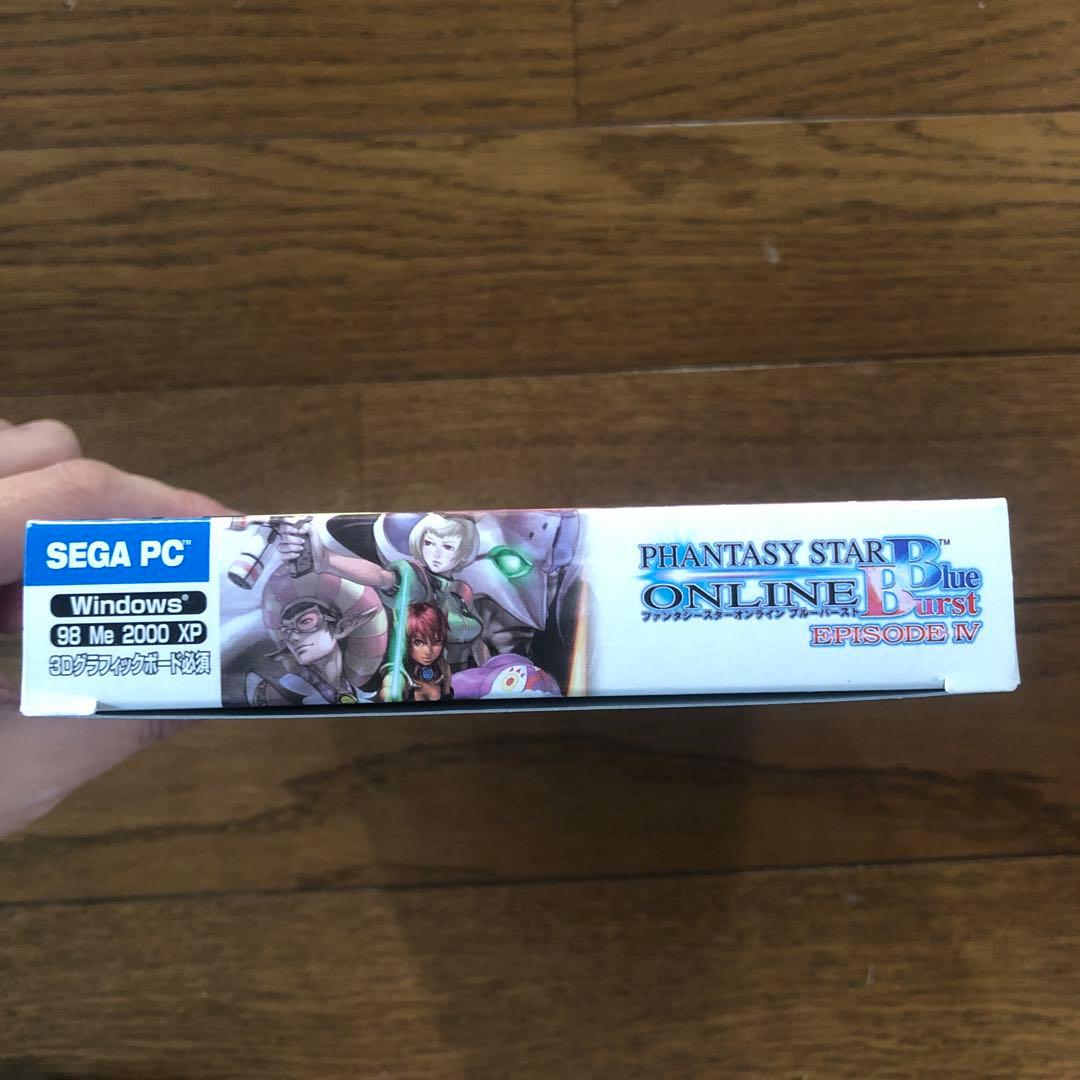 SEGA PC™
Windows®
98 Me 2000 XP
3Dグラフィックボード必須
PHANTASY STAR
ONLINE
Blue Burst™
ファンタシースターオンライン ブルーバースト
EPISODE IV